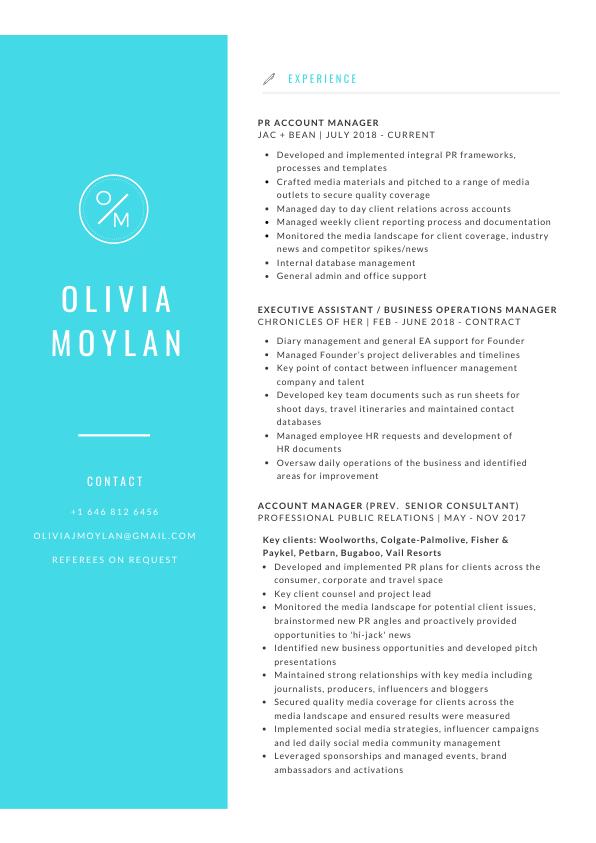 O/M
OLIVIA
MOYLAN
CONTACT
+1 646 812 6456
OLIVIAJMOYLAN@GMAIL.COM
REFEREES ON REQUEST
EXPERIENCE
PR ACCOUNT MANAGER
JAC + BEAN | JULY 2018 - CURRENT
• Developed and implemented integral PR frameworks,
processes and templates
• Crafted media materials and pitched to a range of media
outlets to secure quality coverage
• Managed day to day client relations across accounts
• Managed weekly client reporting process and documentation
• Monitored the media landscape for client coverage, industry
news and competitor spikes/news
• Internal database management
• General admin and office support
EXECUTIVE ASSISTANT / BUSINESS OPERATIONS MANAGER
CHRONICLES OF HER | FEB - JUNE 2018 - CONTRACT
• Diary management and general EA support for Founder
• Managed Founder's project deliverables and timelines
• Key point of contact between influencer management
company and talent
• Developed key team documents such as run sheets for
shoot days, travel itineraries and maintained contact
databases
• Managed employee HR requests and development of
HR documents
• Oversaw daily operations of the business and identified
areas for improvement
ACCOUNT MANAGER (PREV. SENIOR CONSULTANT)
PROFESSIONAL PUBLIC RELATIONS | MAY - NOV 2017
Key clients: Woolworths, Colgate-Palmolive, Fisher &
Paykel, Petbarn, Bugaboo, Vail Resorts
• Developed and implemented PR plans for clients across the
consumer, corporate and travel space
• Key client counsel and project lead
• Monitored the media landscape for potential client issues,
brainstormed new PR angles and proactively provided
opportunities to 'hi-jack' news
• Identified new business opportunities and developed pitch
presentations
• Maintained strong relationships with key media including
journalists, producers, influencers and bloggers
• Secured quality media coverage for clients across the
media landscape and ensured results were measured
• Implemented social media strategies, influencer campaigns
and led daily social media community management
• Leveraged sponsorships and managed events, brand
ambassadors and activations